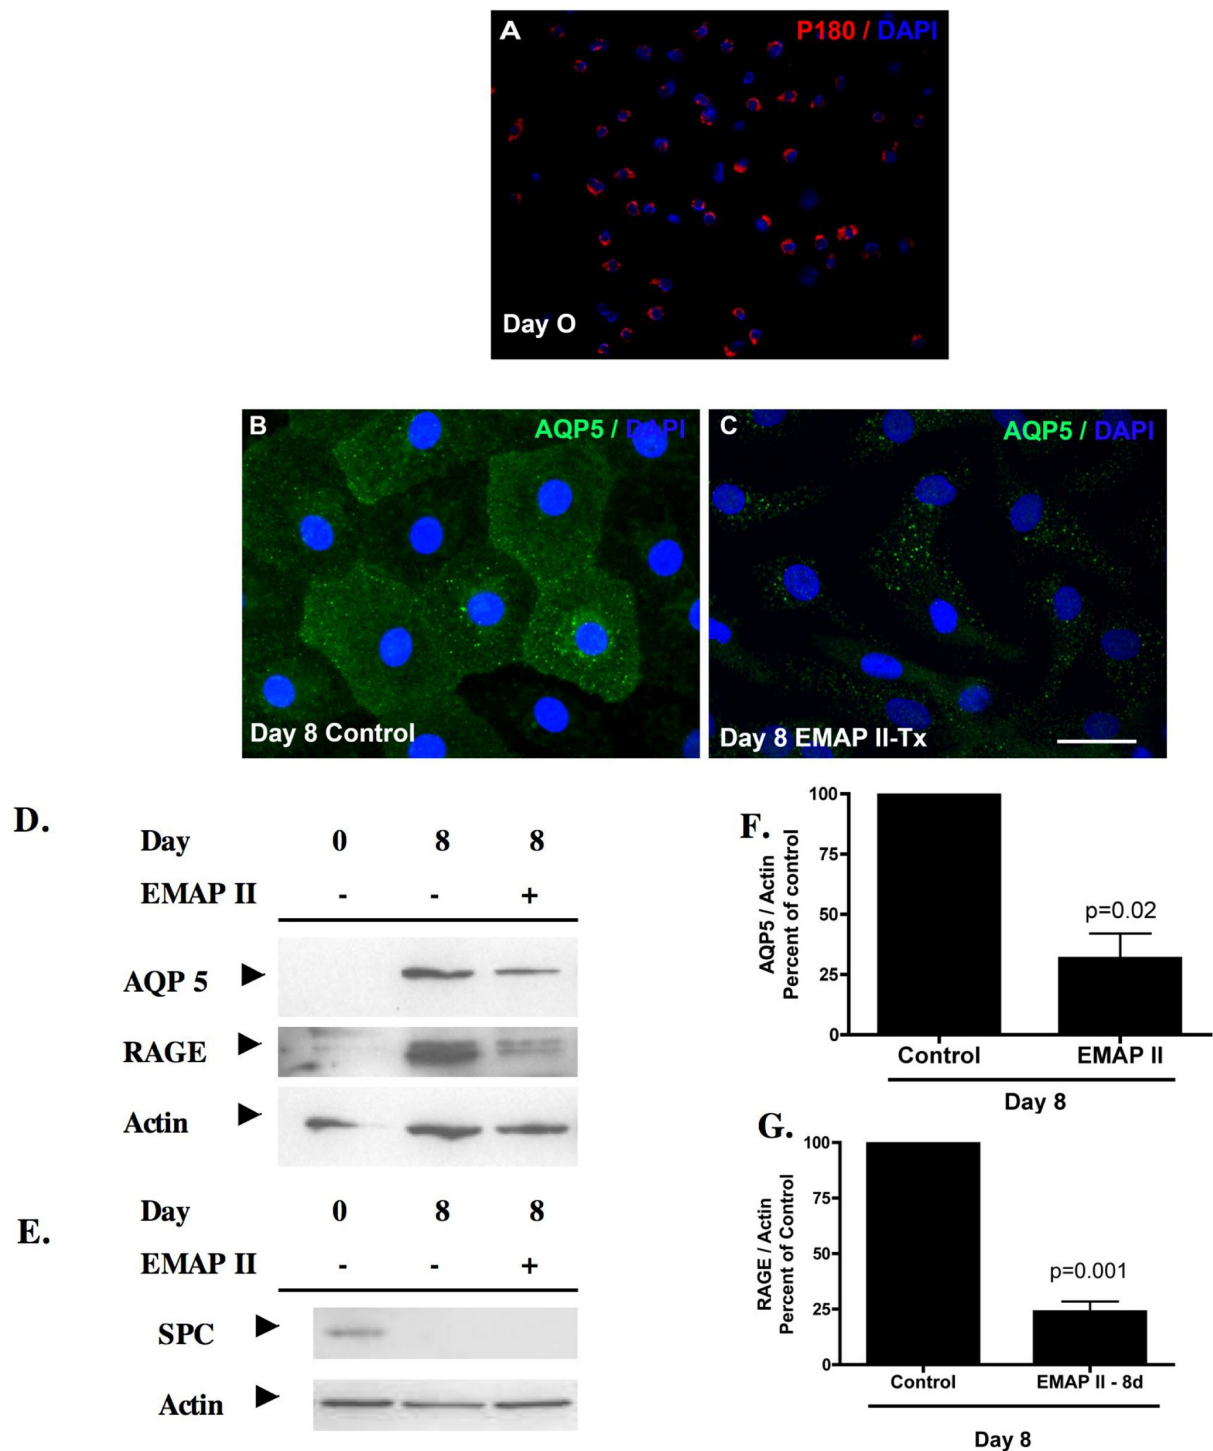 A
P180 / DAPI
Day O
B
AQP5 / DAPI
Day 8 Control
C
AQP5 / DAPI
Day 8 EMAP II-Tx
D.
Day 0 8 8
EMAP II - - +
AQP 5
RAGE
Actin
E.
Day 0 8 8
EMAP II - - +
SPC
Actin
F.
AQP5 / Actin
Percent of control
100
75
50
25
0
p=0.02
Control EMAP II
Day 8
G.
RAGE / Actin
Percent of Control
100
75
50
25
0
p=0.001
Control EMAP II - 8d
Day 8